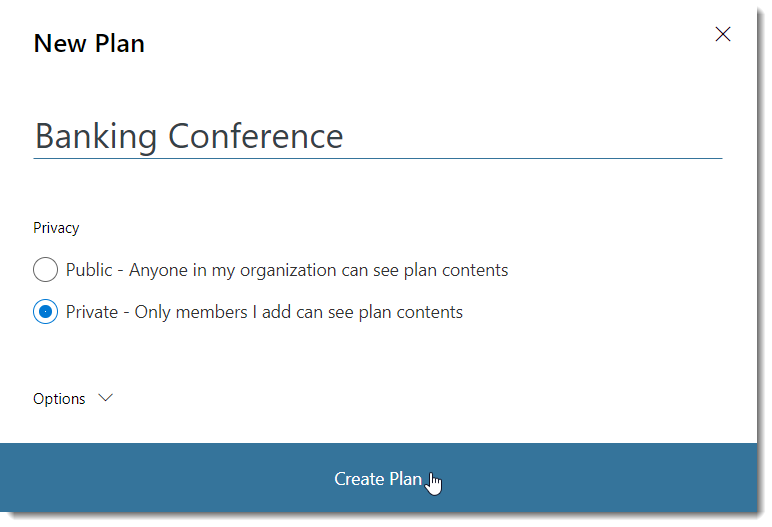 New Plan
Banking Conference
Privacy
Public - Anyone in my organization can see plan contents
Private - Only members I add can see plan contents
Options
Create Plan